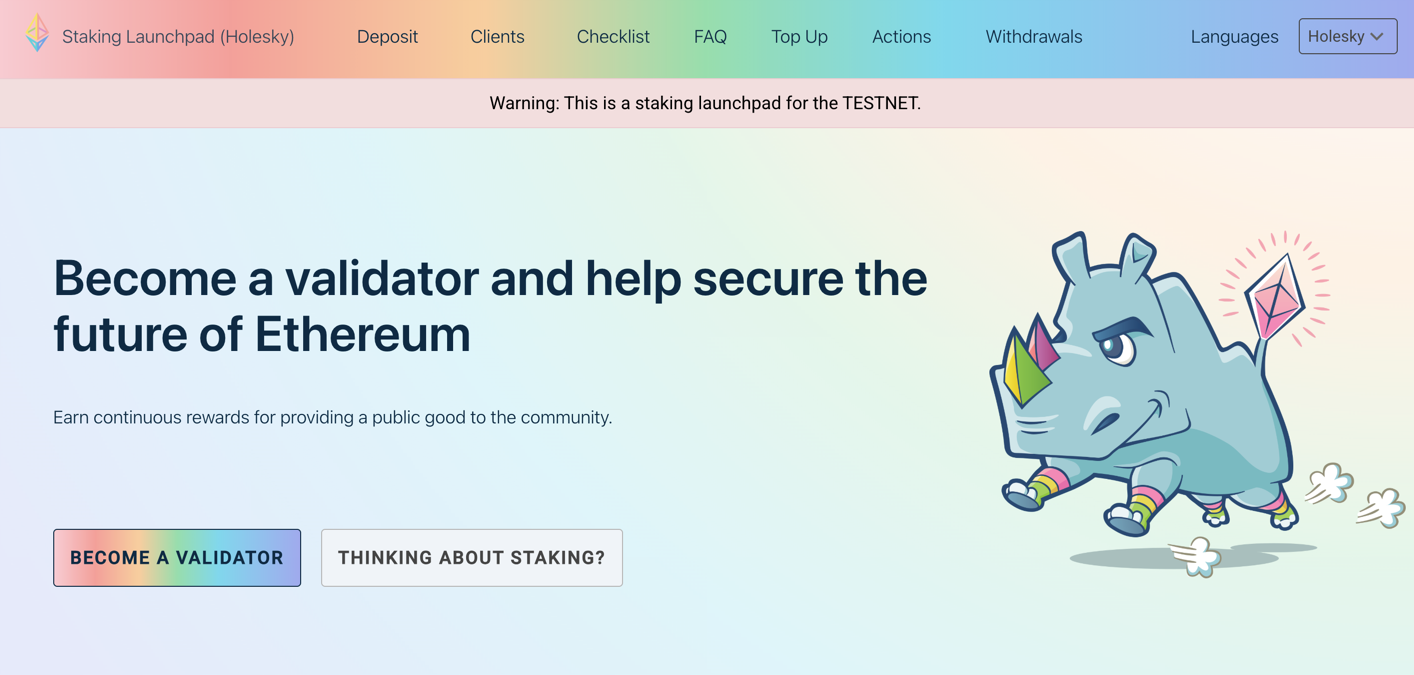 Staking Launchpad (Holesky) Deposit Clients Checklist FAQ Top Up Actions Withdrawals Languages Holesky
Warning: This is a staking launchpad for the TESTNET.
Become a validator and help secure the
future of Ethereum
Earn continuous rewards for providing a public good to the community.
BECOME A VALIDATOR THINKING ABOUT STAKING?